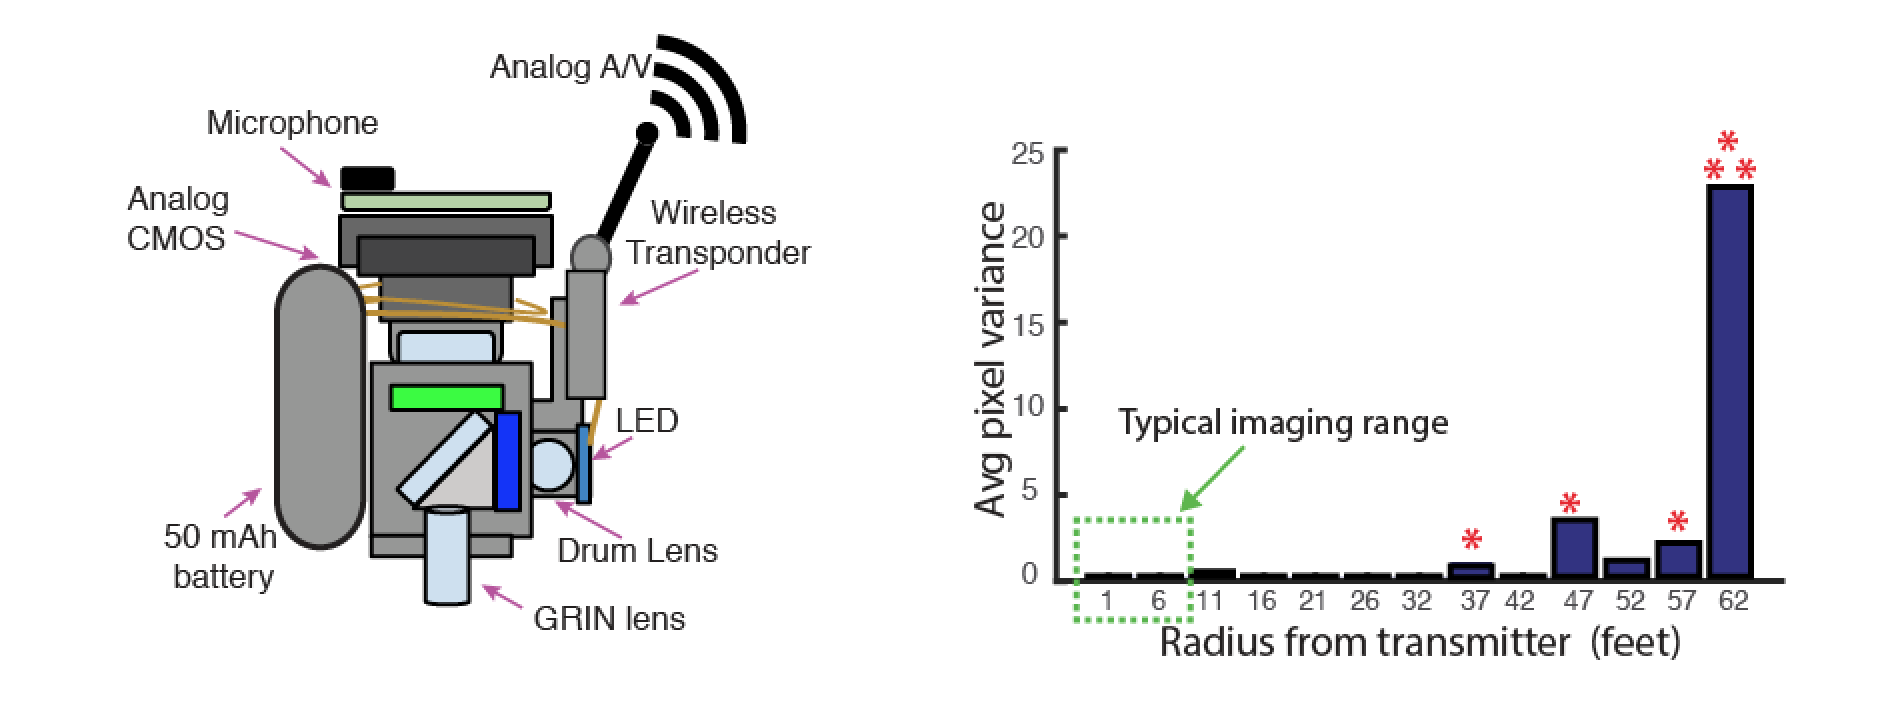 Analog A/V
Microphone
Analog
CMOS
Wireless
Transponder
LED
50 mAh
battery
Drum Lens
GRIN lens
Avg pixel variance
25
20
15
10
5
0
Typical imaging range
*
* *
*
*
*
1 6 11 16 21 26 32 37 42 47 52 57 62
Radius from transmitter (feet)